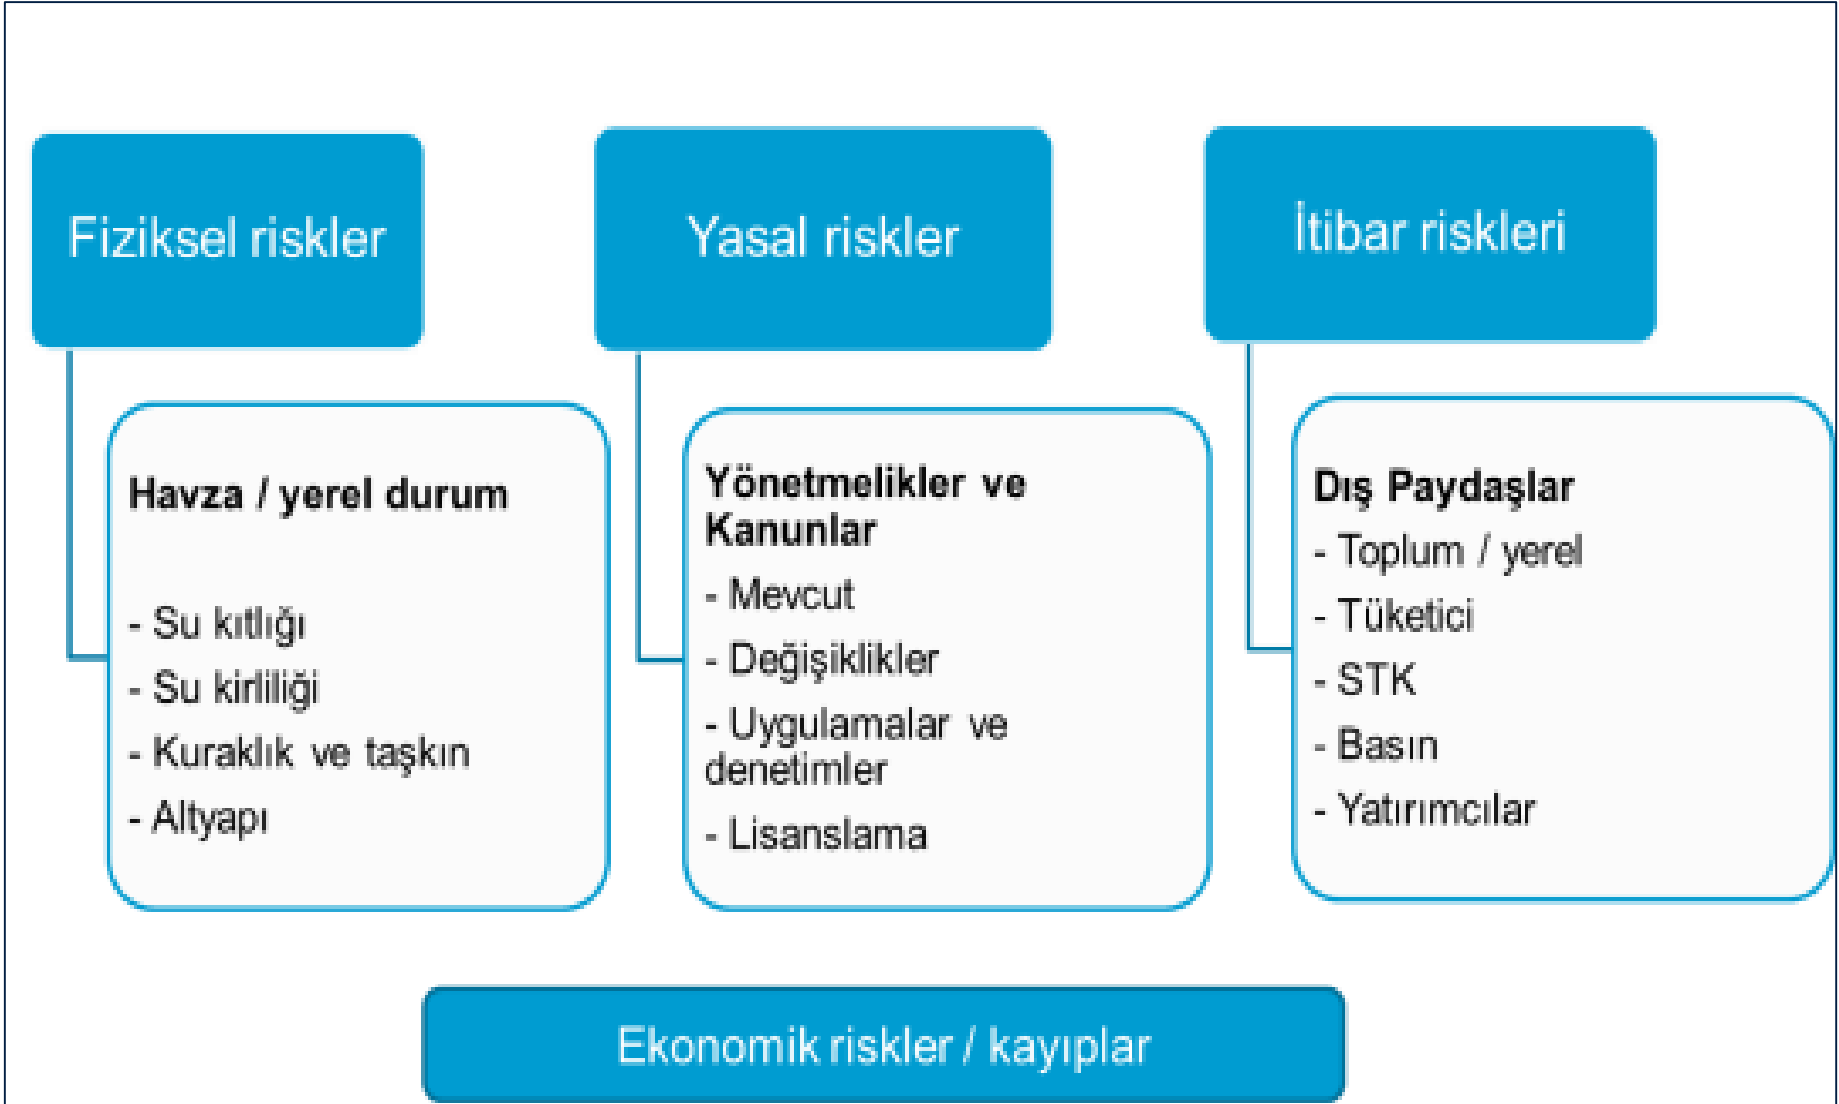 Fiziksel riskler
Havza / yerel durum
- Su kıtlığı
- Su kirliliği
- Kuraklık ve taşkın
- Altyapı
Yasal riskler
Yönetmelikler ve
Kanunlar
- Mevcut
- Değişiklikler
- Uygulamalar ve
denetimler
- Lisanslama
İtibar riskleri
Dış Paydaşlar
- Toplum / yerel
- Tüketici
- STK
- Basın
- Yatırımcılar
Ekonomik riskler / kayıplar